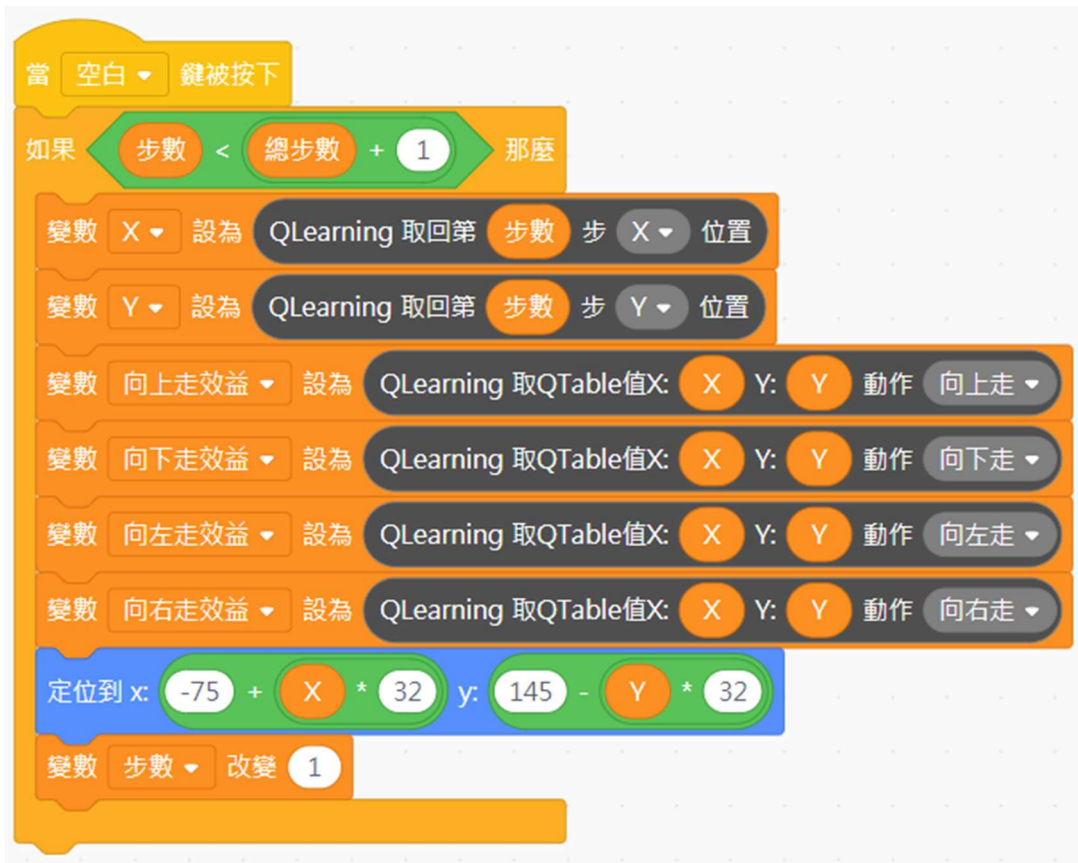 當 空白 鍵被按下
如果 步數 < 總步數 + 1 那麼
變數 X 設為 QLearning 取回第 步數 步 X 位置
變數 Y 設為 QLearning 取回第 步數 步 Y 位置
變數 向上走效益 設為 QLearning 取QTable值X: X Y: Y 動作 向上走
變數 向下走效益 設為 QLearning 取QTable值X: X Y: Y 動作 向下走
變數 向左走效益 設為 QLearning 取QTable值X: X Y: Y 動作 向左走
變數 向右走效益 設為 QLearning 取QTable值X: X Y: Y 動作 向右走
定位到 x: -75 + X * 32 y: 145 - Y * 32
變數 步數 改變 1